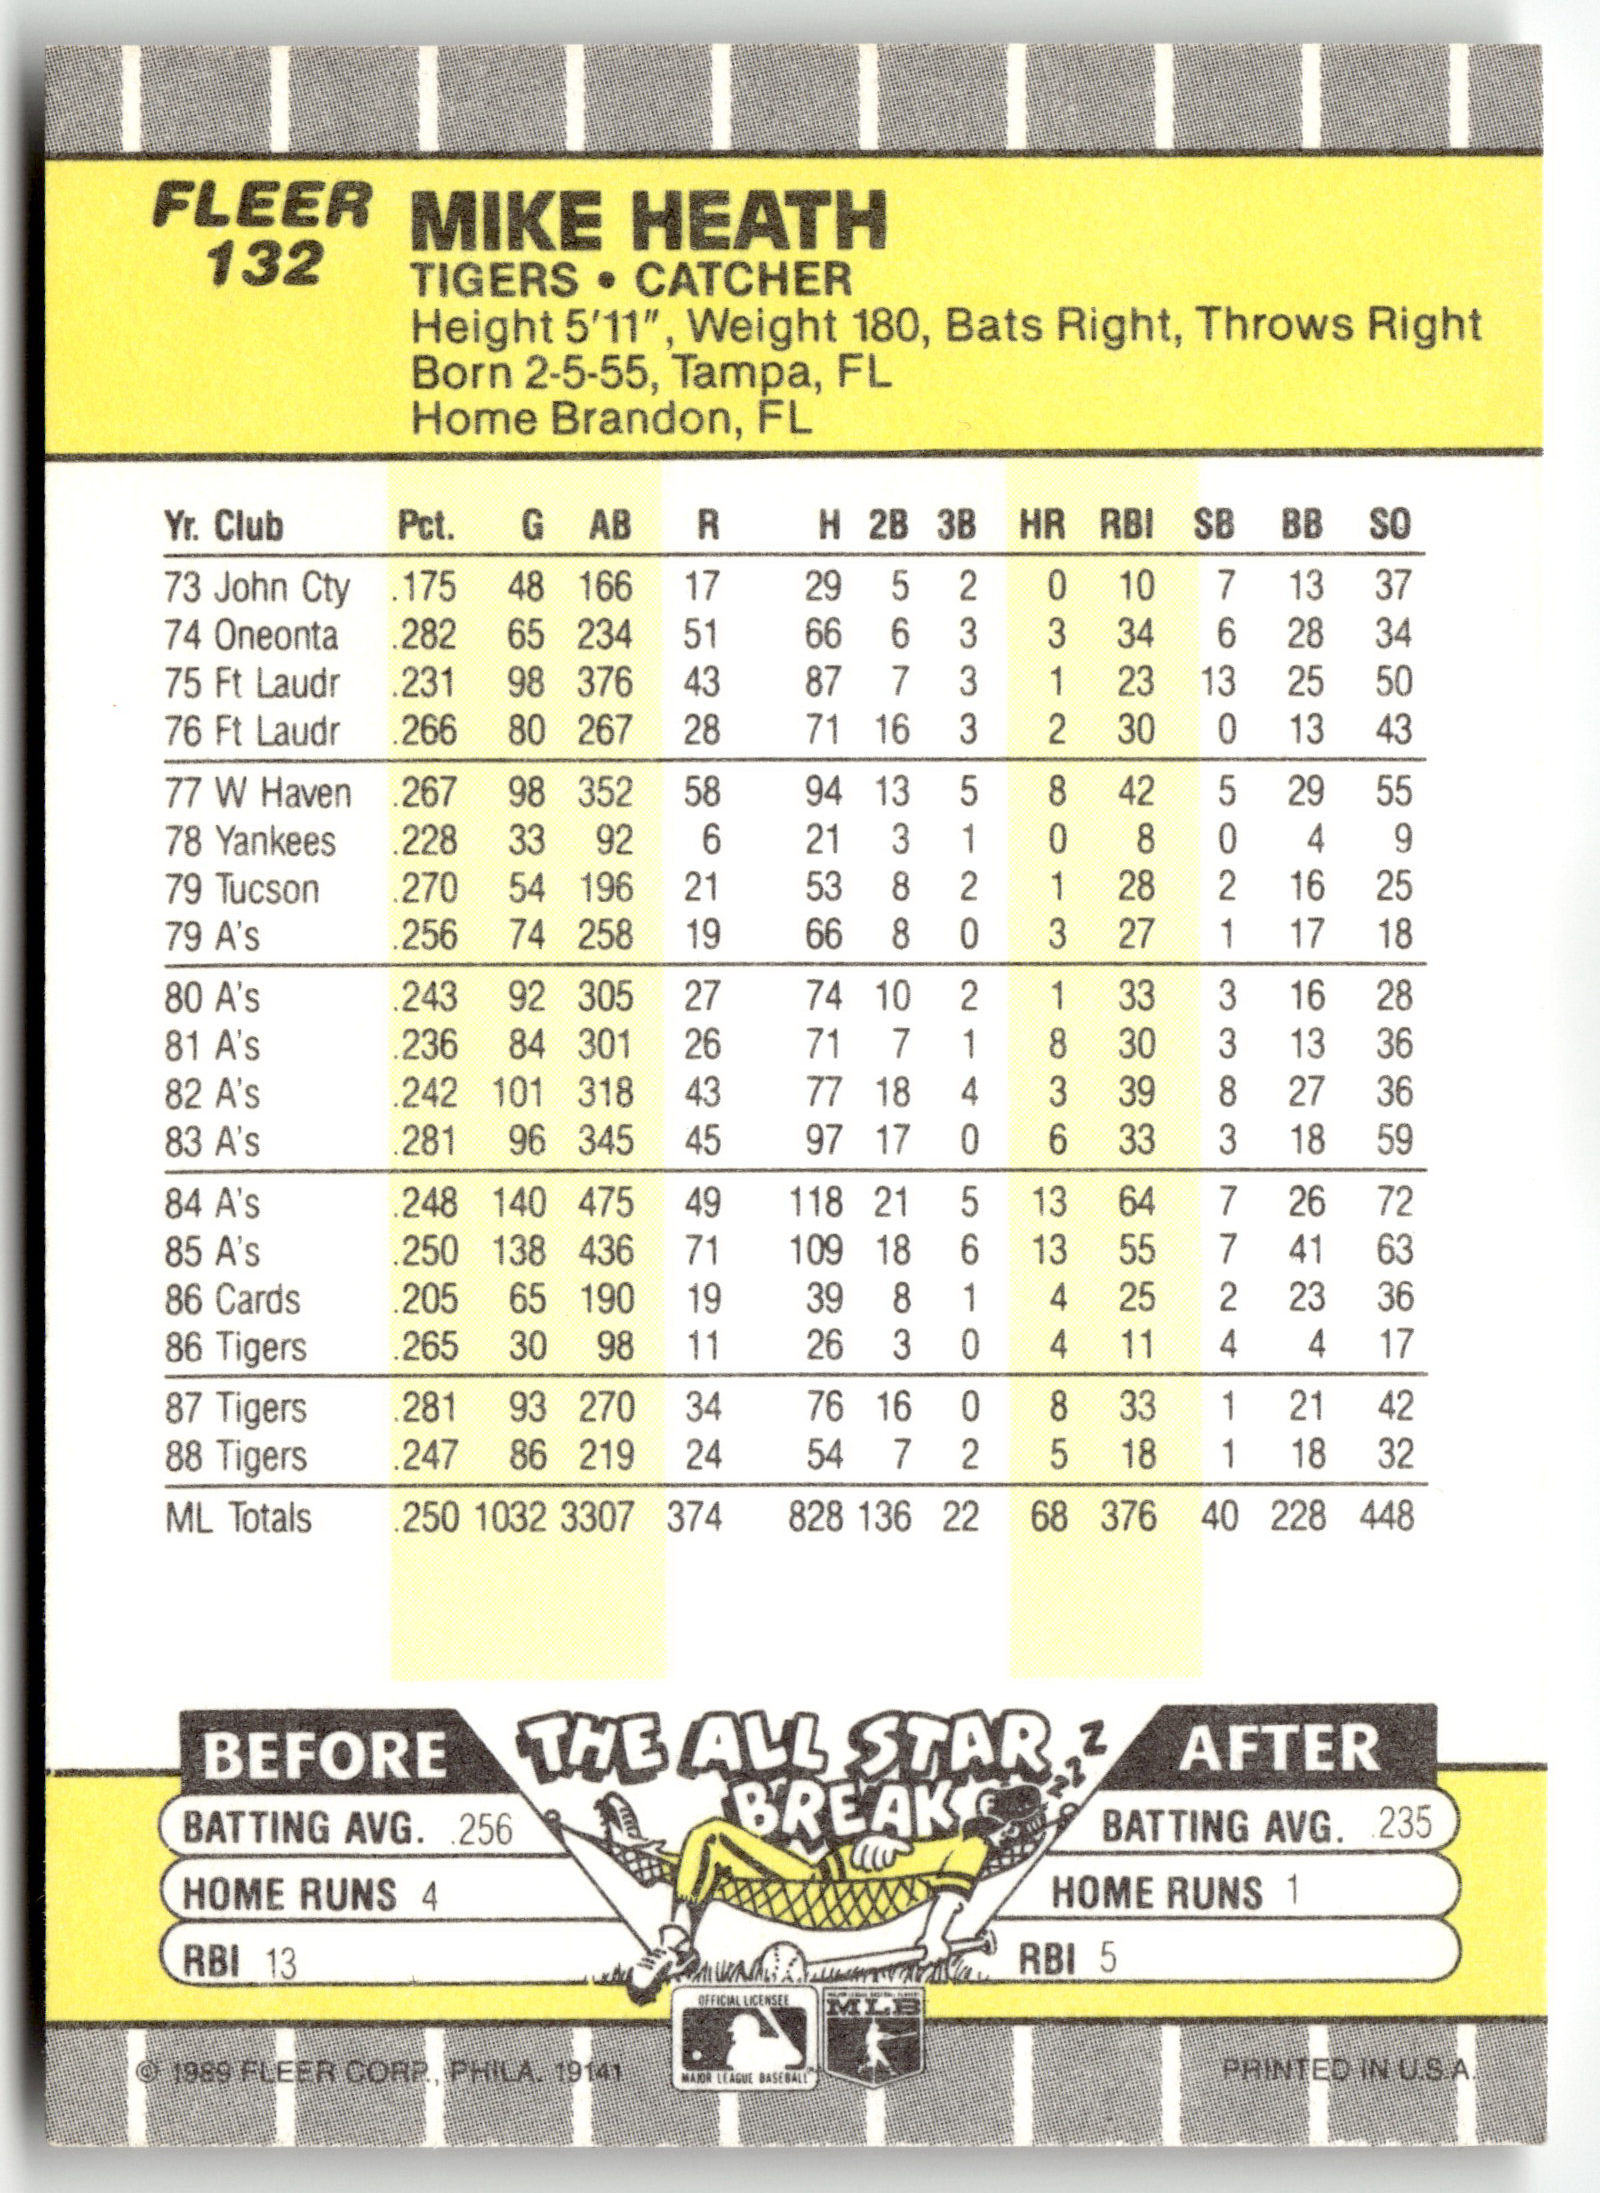 FLEER
132
MIKE HEATH
TIGERS • CATCHER
Height 5'11", Weight 180, Bats Right, Throws Right
Born 2-5-55, Tampa, FL
Home Brandon, FL
Yr. Club Pct. G AB R H 2B 3B HR RBI SB BB SO
73 John Cty .175 48 166 17 29 5 2 0 10 7 13 37
74 Oneonta .282 65 234 51 66 6 3 3 34 6 28 34
75 Ft Laudr .231 98 376 43 87 7 3 1 23 13 25 50
76 Ft Laudr .266 80 267 28 71 16 3 2 30 0 13 43
77 W Haven .267 98 352 58 94 13 5 8 42 5 29 55
78 Yankees .228 33 92 6 21 3 1 0 8 0 4 9
79 Tucson .270 54 196 21 53 8 2 1 28 2 16 25
79 A's .256 74 258 19 66 8 0 3 27 1 17 18
80 A's .243 92 305 27 74 10 2 1 33 3 16 28
81 A's .236 84 301 26 71 7 1 8 30 3 13 36
82 A's .242 101 318 43 77 18 4 3 39 8 27 36
83 A's .281 96 345 45 97 17 0 6 33 3 18 59
84 A's .248 140 475 49 118 21 5 13 64 7 26 72
85 A's .250 138 436 71 109 18 6 13 55 7 41 63
86 Cards .205 65 190 19 39 8 1 4 25 2 23 36
86 Tigers .265 30 98 11 26 3 0 4 11 4 4 17
87 Tigers .281 93 270 34 76 16 0 8 33 1 21 42
88 Tigers .247 86 219 24 54 7 2 5 18 1 18 32
ML Totals .250 1032 3307 374 828 136 22 68 376 40 228 448
BEFORE
THE ALL STAR
BREAK
ZZZZ
AFTER
BATTING AVG. .256
HOME RUNS 4
RBI 13
BATTING AVG. .235
HOME RUNS 1
RBI 5
F
OFFICIAL LICENSEE
MAJOR LEAGUE BASEBALL
MAJOR LEAGUE BASEBALL PLAYERS
MLB
© 1989 FLEER CORP., PHILA. 19141
PRINTED IN U.S.A.